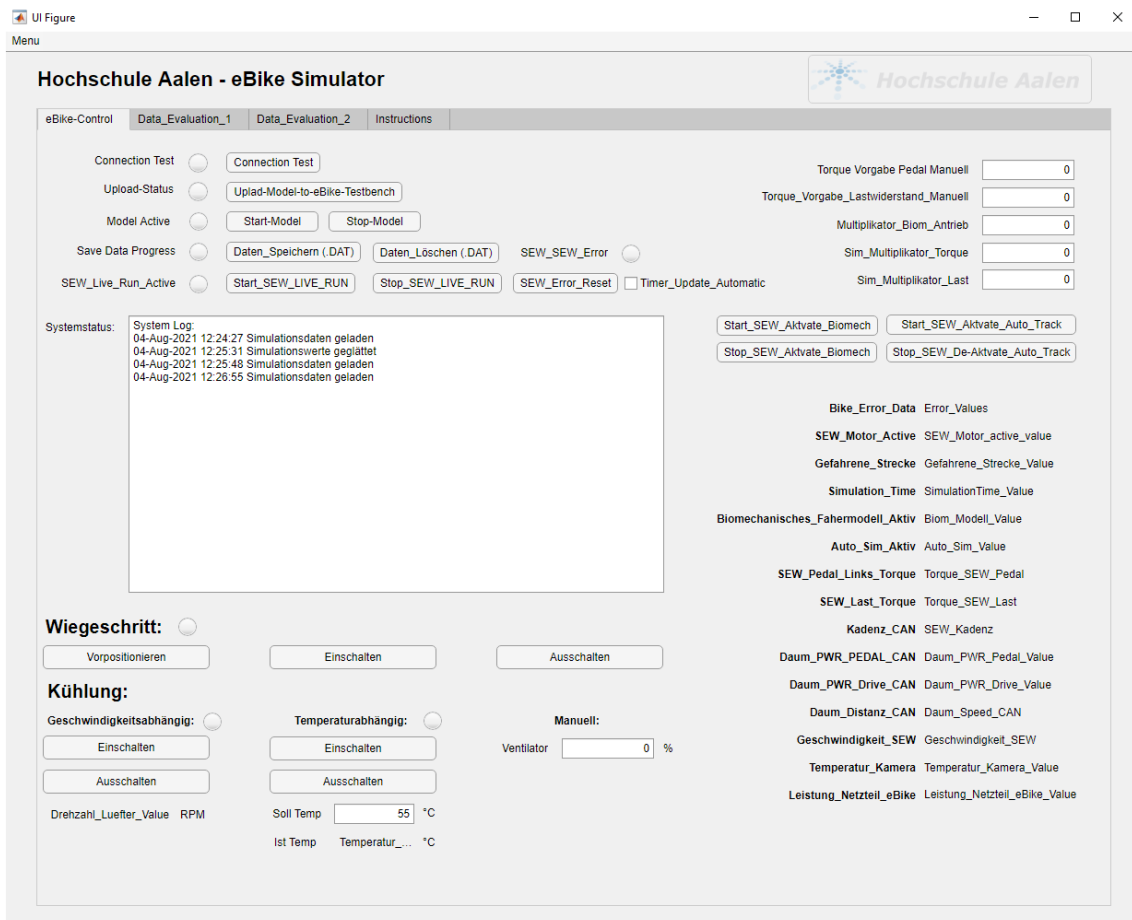 UI Figure
Menu
Hochschule Aalen - eBike Simulator
Hochschule Aalen
eBike-Control Data_Evaluation_1 Data_Evaluation_2 Instructions
Connection Test Connection Test
Upload-Status Uplad-Model-to-eBike-Testbench
Model Active Start-Model Stop-Model
Save Data Progress Daten_Speichern (.DAT) Daten_Löschen (.DAT) SEW_SEW_Error
SEW_Live_Run_Active Start_SEW_LIVE_RUN Stop_SEW_LIVE_RUN SEW_Error_Reset Timer_Update_Automatic
Torque Vorgabe Pedal Manuell 0
Torque_Vorgabe_Lastwiderstand_Manuell 0
Multiplikator_Biom_Antrieb 0
Sim_Multiplikator_Torque 0
Sim_Multiplikator_Last 0
Systemstatus:
System Log:
04-Aug-2021 12:24:27 Simulationsdaten geladen
04-Aug-2021 12:25:31 Simulationswerte geglättet
04-Aug-2021 12:25:48 Simulationsdaten geladen
04-Aug-2021 12:26:55 Simulationsdaten geladen
Start_SEW_Aktvate_Biomech Start_SEW_Aktvate_Auto_Track
Stop_SEW_Aktvate_Biomech Stop_SEW_De-Aktvate_Auto_Track
Bike_Error_Data Error_Values
SEW_Motor_Active SEW_Motor_active_value
Gefahrene_Strecke Gefahrene_Strecke_Value
Simulation_Time SimulationTime_Value
Biomechanisches_Fahermodell_Aktiv Biom_Modell_Value
Auto_Sim_Aktiv Auto_Sim_Value
SEW_Pedal_Links_Torque Torque_SEW_Pedal
SEW_Last_Torque Torque_SEW_Last
Kadenz_CAN SEW_Kadenz
Daum_PWR_PEDAL_CAN Daum_PWR_Pedal_Value
Daum_PWR_Drive_CAN Daum_PWR_Drive_Value
Daum_Distanz_CAN Daum_Speed_CAN
Geschwindigkeit_SEW Geschwindigkeit_SEW
Temperatur_Kamera Temperatur_Kamera_Value
Leistung_Netzteil_eBike Leistung_Netzteil_eBike_Value
Wiegeschritt:
Vorpositionieren Einschalten Ausschalten
Kühlung:
Geschwindigkeitsabhängig: Temperaturabhängig: Manuell:
Einschalten Einschalten Ventilator 0 %
Ausschalten Ausschalten
Drehzahl_Luefter_Value RPM Soll Temp 55 °C
Ist Temp Temperatur_... °C